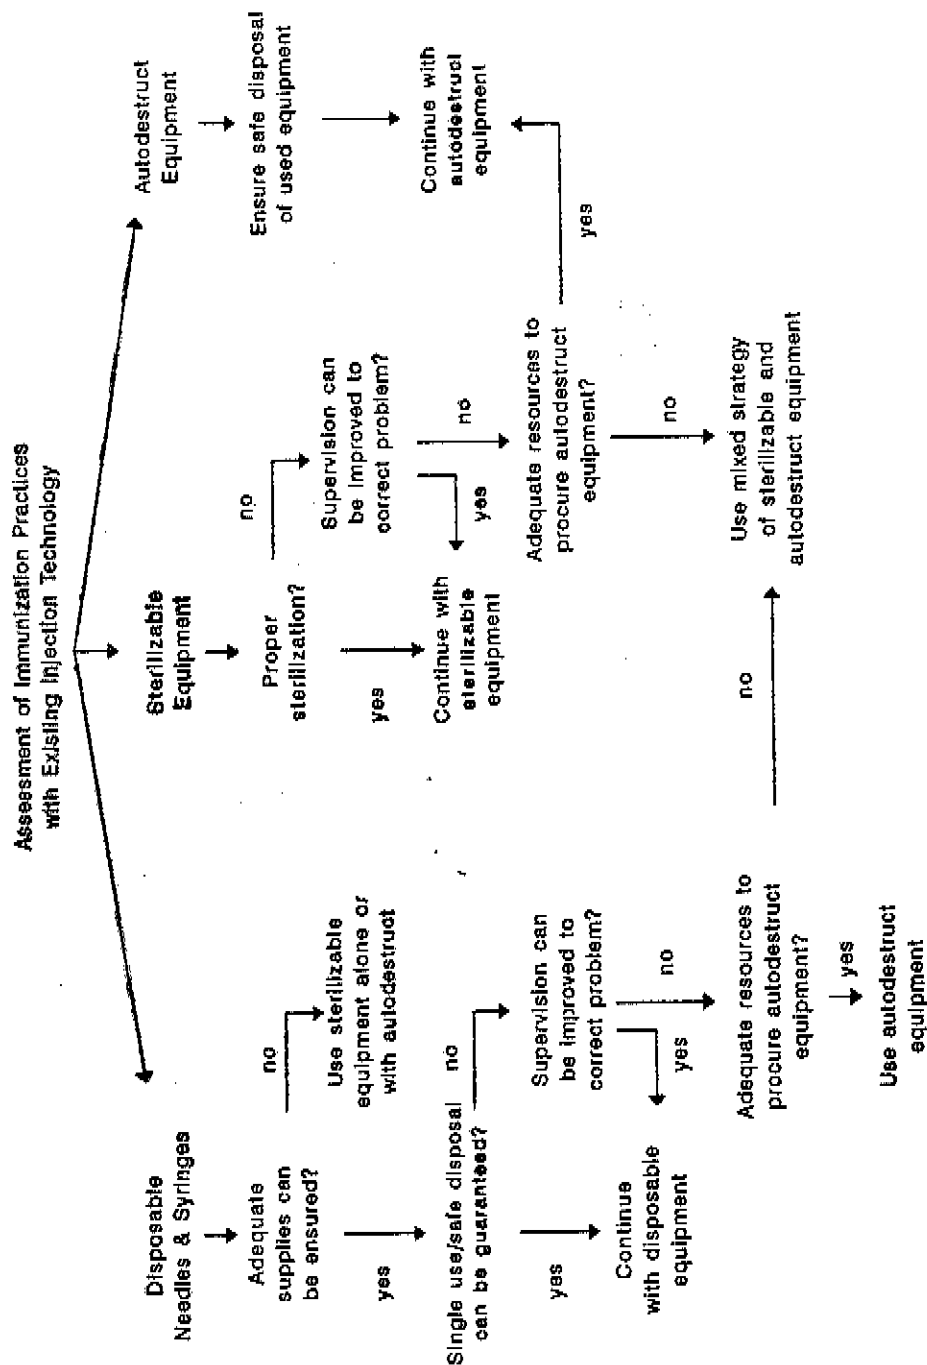 Assessment of Immunization Practices
with Existing Injection Technology
Disposable
Needles & Syringes
Adequate
supplies can
be ensured?
no
Use sterilizable
equipment alone or
with autodestruct
yes
Single use/safe disposal
can be guaranteed?
no
Supervision can
be improved to
correct problem?
yes
Continue
with disposable
equipment
yes
no
Adequate resources to
procure autodestruct
equipment?
yes
Use autodestruct
equipment
no
Sterilizable
Equipment
Proper
sterilization?
no
Supervision can
be improved to
correct problem?
yes
Continue with
sterilizable
equipment
yes
no
Adequate resources to
procure autodestruct
equipment?
yes
no
Use mixed strategy
of sterilizable and
autodestruct equipment
Autodestruct
Equipment
Ensure safe disposal
of used equipment
Continue with
autodestruct
equipment